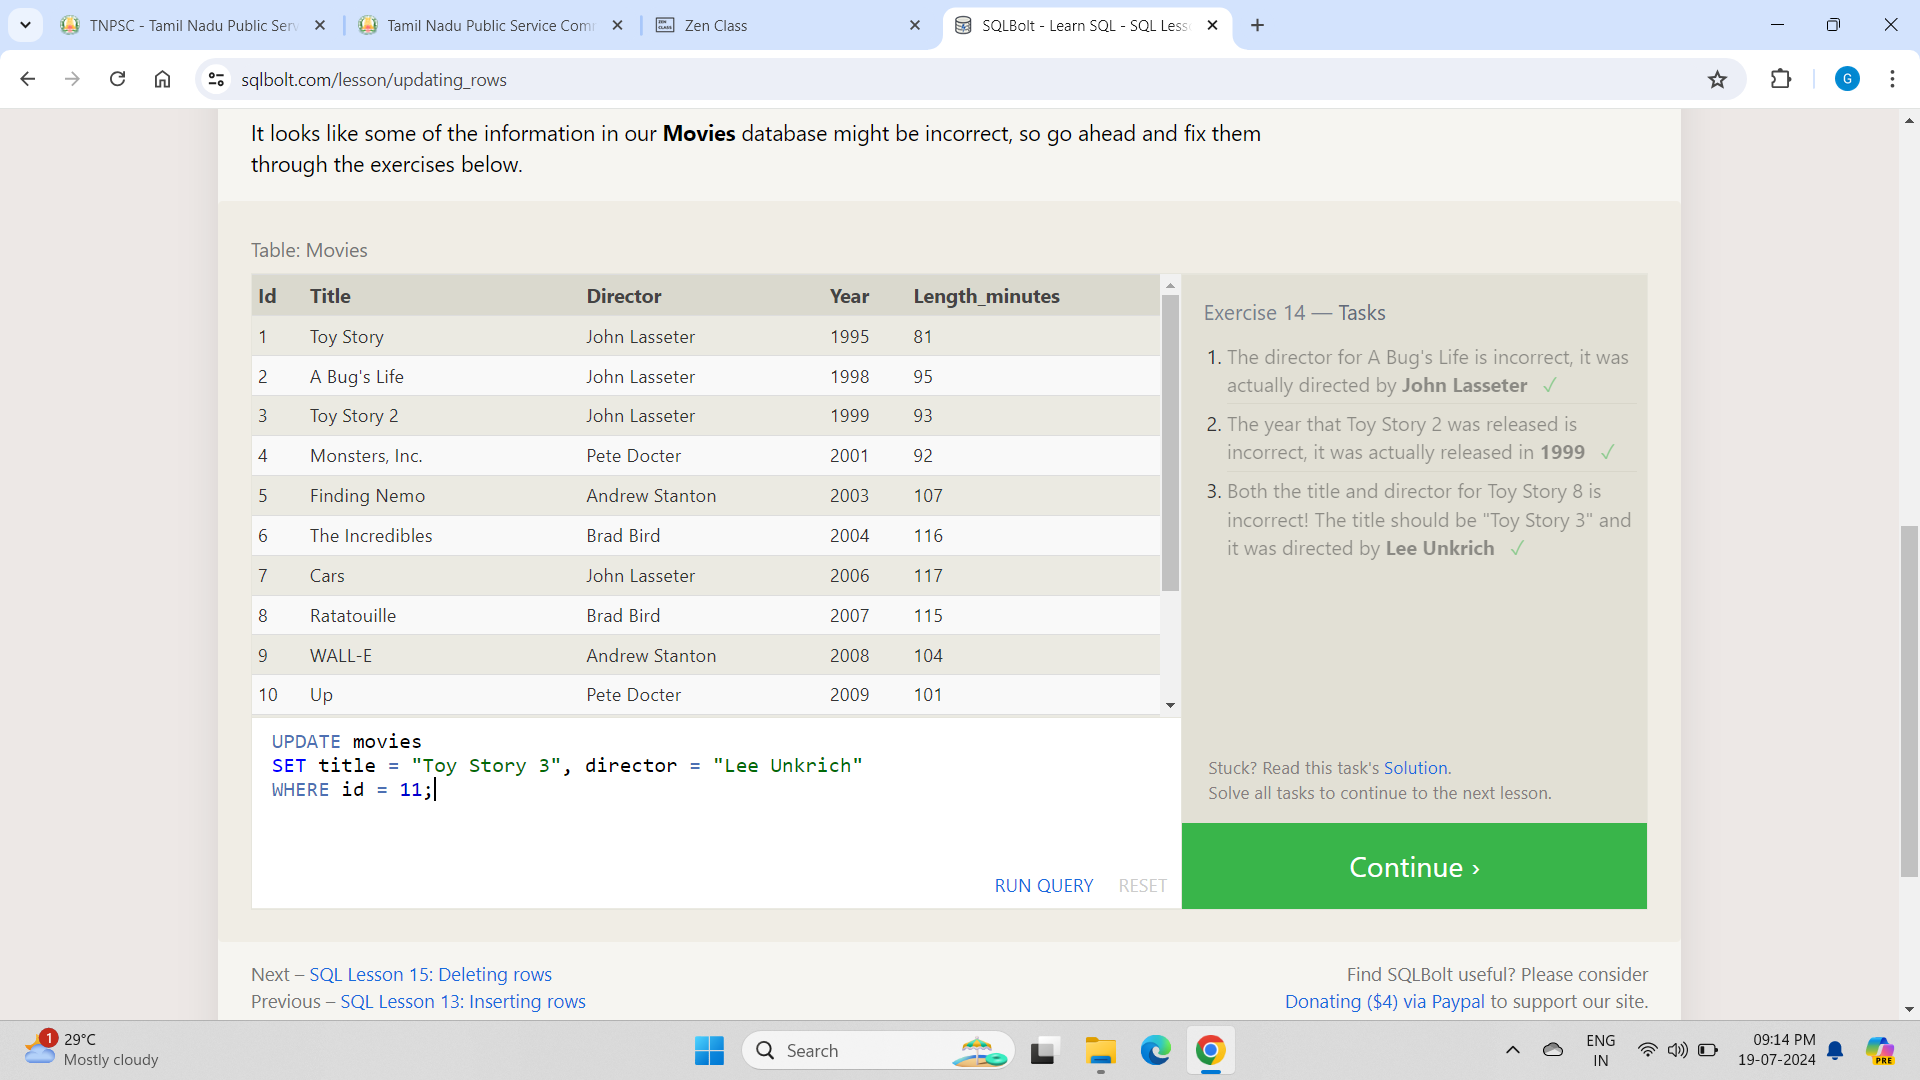 TNPSC - Tamil Nadu Public Serv
Tamil Nadu Public Service Comm
Zen Class
SQLBolt - Learn SQL - SQL Less
sqlbolt.com/lesson/updating_rows
G
It looks like some of the information in our Movies database might be incorrect, so go ahead and fix them
through the exercises below.
Table: Movies
Id Title Director Year Length_minutes
1 Toy Story John Lasseter 1995 81
2 A Bug's Life John Lasseter 1998 95
3 Toy Story 2 John Lasseter 1999 93
4 Monsters, Inc. Pete Docter 2001 92
5 Finding Nemo Andrew Stanton 2003 107
6 The Incredibles Brad Bird 2004 116
7 Cars John Lasseter 2006 117
8 Ratatouille Brad Bird 2007 115
9 WALL-E Andrew Stanton 2008 104
10 Up Pete Docter 2009 101
UPDATE movies
SET title = "Toy Story 3", director = "Lee Unkrich"
WHERE id = 11;
RUN QUERY RESET
Exercise 14 — Tasks
1. The director for A Bug's Life is incorrect, it was
actually directed by John Lasseter ✓
2. The year that Toy Story 2 was released is
incorrect, it was actually released in 1999 ✓
3. Both the title and director for Toy Story 8 is
incorrect! The title should be "Toy Story 3" and
it was directed by Lee Unkrich ✓
Stuck? Read this task's Solution.
Solve all tasks to continue to the next lesson.
Continue ›
Next – SQL Lesson 15: Deleting rows
Previous – SQL Lesson 13: Inserting rows
Find SQLBolt useful? Please consider
Donating ($4) via Paypal to support our site.
1
29°C
Mostly cloudy
Search
ENG
IN
09:14 PM
19-07-2024
PRE